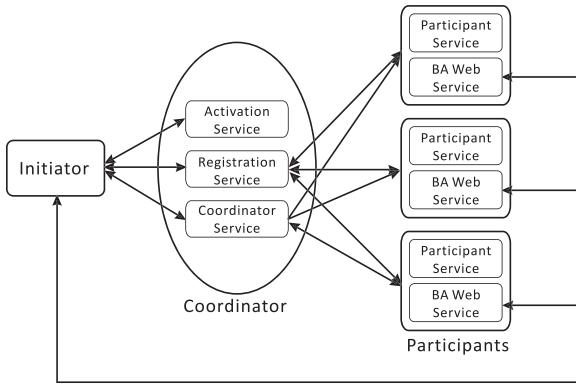 Initiator
Activation
Service
Registration
Service
Coordinator
Service
Coordinator
Participant
Service
BA Web
Service
Participant
Service
BA Web
Service
Participant
Service
BA Web
Service
Participants